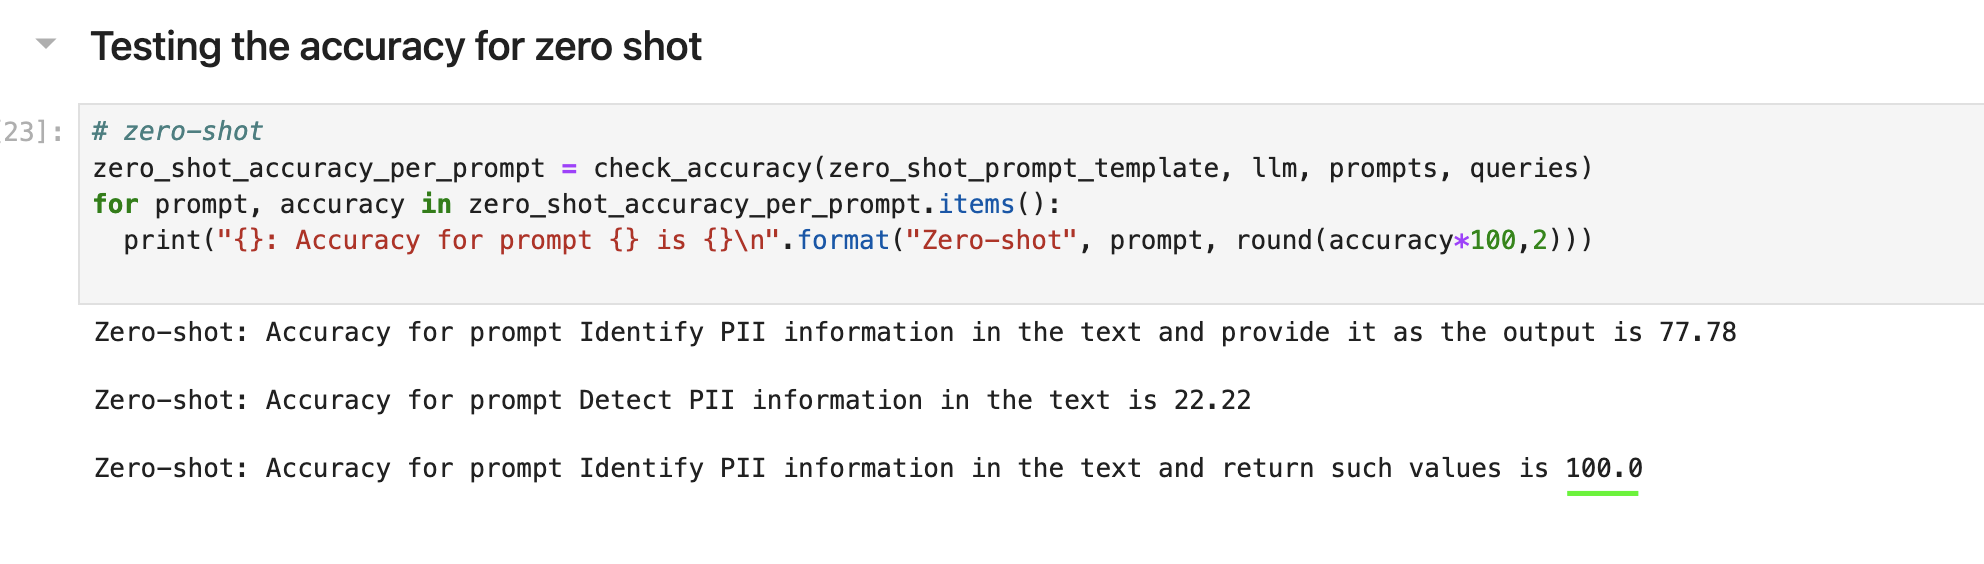 Testing the accuracy for zero shot
23]:
# zero-shot
zero_shot_accuracy_per_prompt = check_accuracy(zero_shot_prompt_template, llm, prompts, queries)
for prompt, accuracy in zero_shot_accuracy_per_prompt.items():
  print("{}: Accuracy for prompt {} is {}\n".format("Zero-shot", prompt, round(accuracy*100,2)))
Zero-shot: Accuracy for prompt Identify PII information in the text and provide it as the output is 77.78
Zero-shot: Accuracy for prompt Detect PII information in the text is 22.22
Zero-shot: Accuracy for prompt Identify PII information in the text and return such values is 100.0